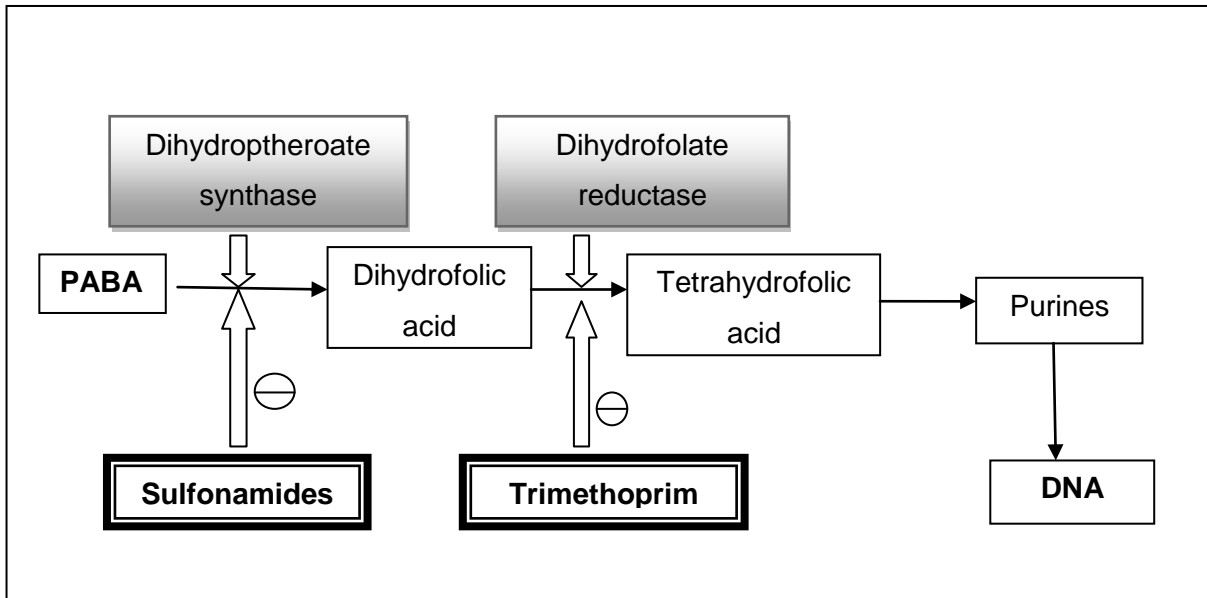 Dihydroptheroate
synthase
Dihydrofolate
reductase
PABA
Dihydrofolic
acid
Tetrahydrofolic
acid
Purines
Sulfonamides
Trimethoprim
DNA